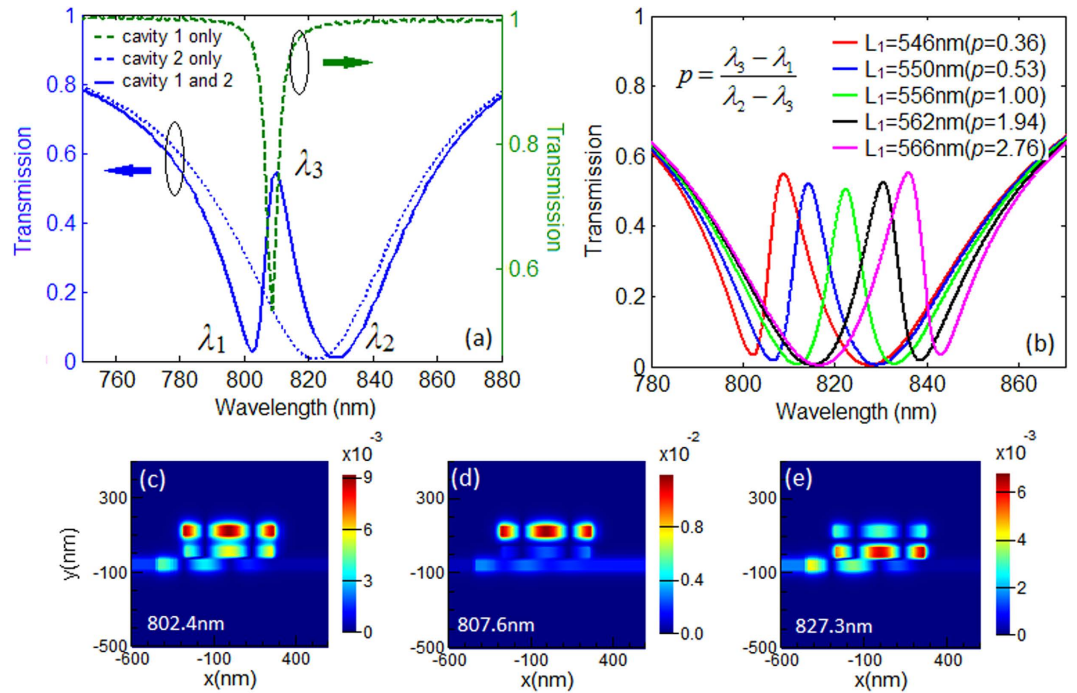 cavity 1 only
cavity 2 only
cavity 1 and 2
λ3
λ1
λ2
(a)
1
0.8
0.6
0.4
0.2
0
Transmission
1
0.8
0.6
Transmission
760 780 800 820 840 860 880
Wavelength (nm)
p = (λ3 − λ1) / (λ2 − λ3)
L1=546nm(p=0.36)
L1=550nm(p=0.53)
L1=556nm(p=1.00)
L1=562nm(p=1.94)
L1=566nm(p=2.76)
(b)
1
0.8
0.6
0.4
0.2
0
Transmission
780 800 820 840 860
Wavelength (nm)
(c)
x10^-3
9
6
3
0
802.4nm
300
-100
-500
y(nm)
-600 -100 400
x(nm)
(d)
x10^-2
0.8
0.4
0.0
807.6nm
300
-100
-500
-600 -100 400
x(nm)
(e)
x10^-3
6
4
2
0
827.3nm
300
-100
-500
-600 -100 400
x(nm)